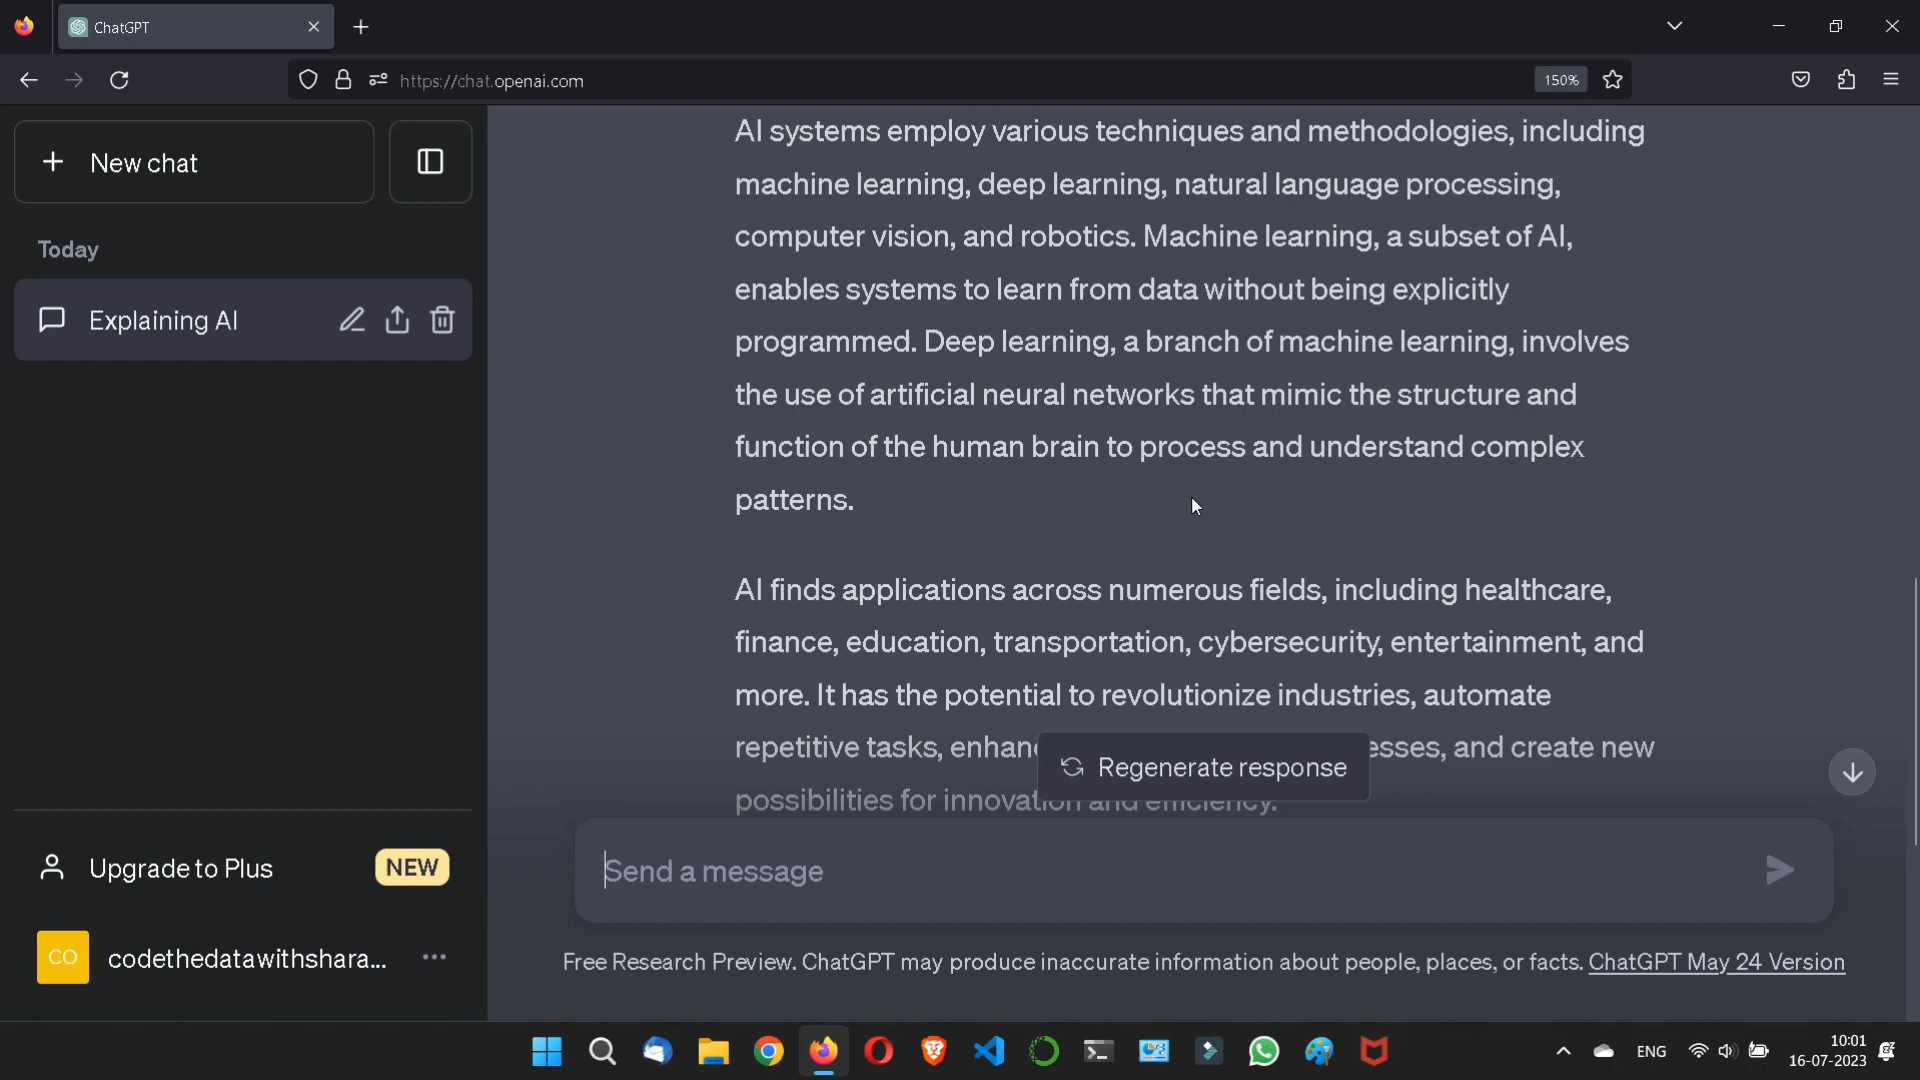 ChatGPT
https://chat.openai.com
150%
New chat
Today
Explaining AI
AI systems employ various techniques and methodologies, including
machine learning, deep learning, natural language processing,
computer vision, and robotics. Machine learning, a subset of AI,
enables systems to learn from data without being explicitly
programmed. Deep learning, a branch of machine learning, involves
the use of artificial neural networks that mimic the structure and
function of the human brain to process and understand complex
patterns.
AI finds applications across numerous fields, including healthcare,
finance, education, transportation, cybersecurity, entertainment, and
more. It has the potential to revolutionize industries, automate
repetitive tasks, and create new
possibilities for innovation and efficiency.
Regenerate response
Send a message
Upgrade to Plus
NEW
CO
codethedatawithshara...
Free Research Preview. ChatGPT may produce inaccurate information about people, places, or facts. ChatGPT May 24 Version
ENG
10:01
16-07-2023